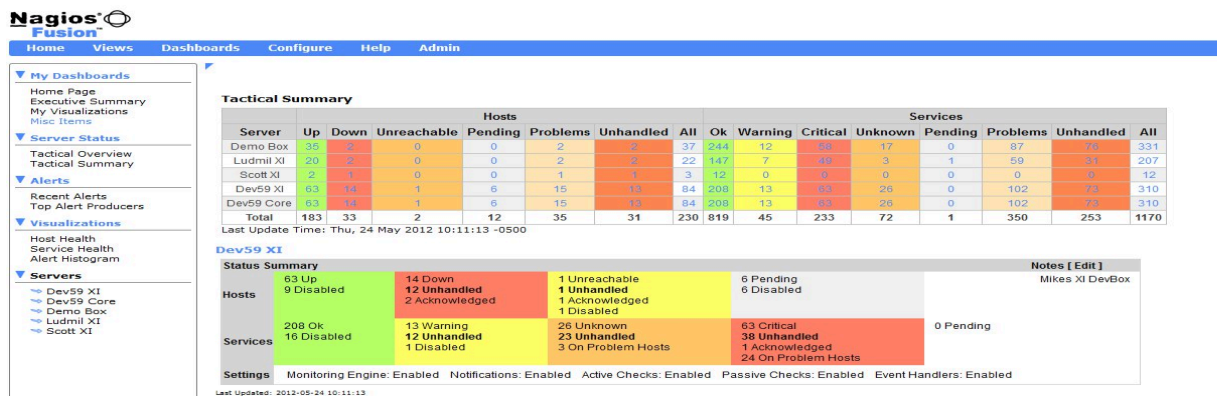 Nagios
Fusion™
Home Views Dashboards Configure Help Admin
My Dashboards
Home Page
Executive Summary
My Visualizations
Misc Items
Server Status
Tactical Overview
Tactical Summary
Alerts
Recent Alerts
Top Alert Producers
Visualizations
Host Health
Service Health
Alert Histogram
Servers
Dev59 XI
Dev59 Core
Demo Box
Ludmil XI
Scott XI
Tactical Summary
Hosts Services
Server Up Down Unreachable Pending Problems Unhandled All Ok Warning Critical Unknown Pending Problems Unhandled All
Demo Box 35 2 0 0 2 2 37 244 12 58 17 0 87 76 331
Ludmil XI 20 2 0 0 2 2 22 147 7 49 3 1 59 31 207
Scott XI 2 1 0 0 1 1 3 12 0 0 0 0 0 0 12
Dev59 XI 63 14 1 6 15 13 84 208 13 63 26 0 102 73 310
Dev59 Core 63 14 1 6 15 13 84 208 13 63 26 0 102 73 310
Total 183 33 2 12 35 31 230 819 45 233 72 1 350 253 1170
Last Update Time: Thu, 24 May 2012 10:11:13 -0500
Dev59 XI
Status Summary Notes [ Edit ]
Hosts
63 Up
9 Disabled
14 Down
12 Unhandled
2 Acknowledged
1 Unreachable
1 Unhandled
1 Acknowledged
1 Disabled
6 Pending
6 Disabled
Mikes XI DevBox
Services
208 Ok
16 Disabled
13 Warning
12 Unhandled
1 Disabled
26 Unknown
23 Unhandled
3 On Problem Hosts
63 Critical
38 Unhandled
1 Acknowledged
24 On Problem Hosts
0 Pending
Settings Monitoring Engine: Enabled Notifications: Enabled Active Checks: Enabled Passive Checks: Enabled Event Handlers: Enabled
Last Updated: 2012-05-24 10:11:13